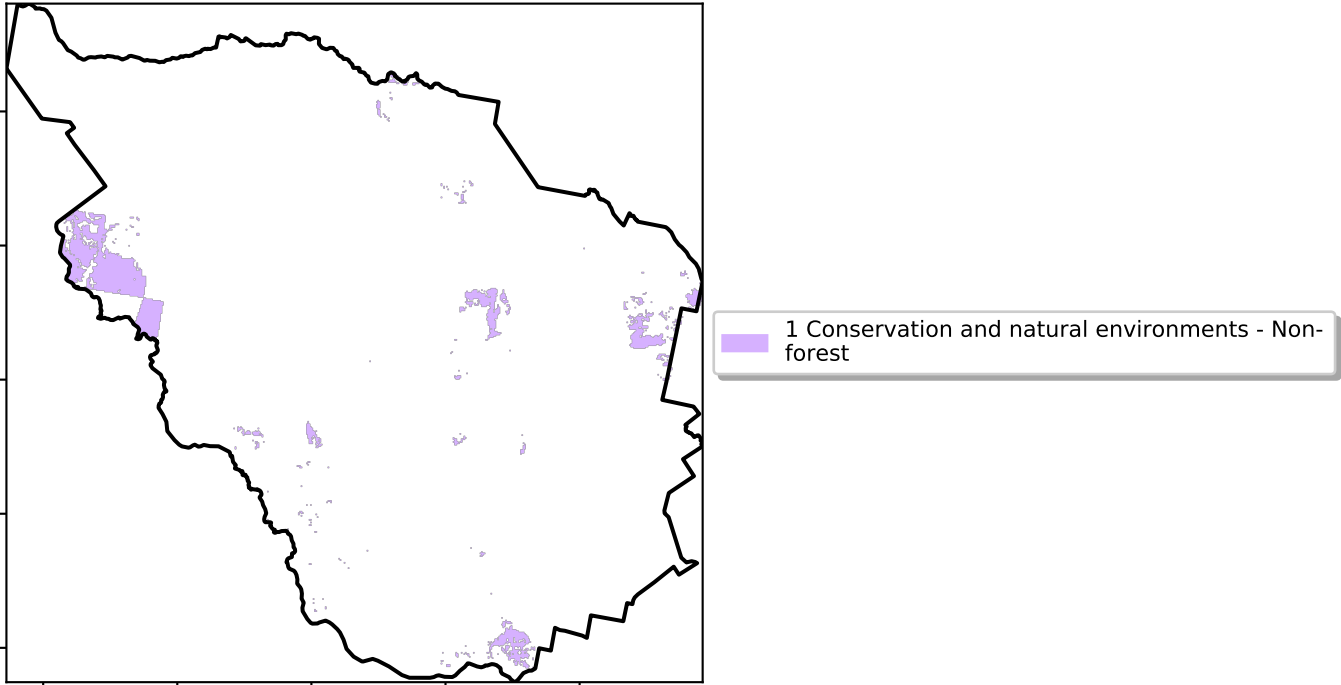 1 Conservation and natural environments - Non-
forest